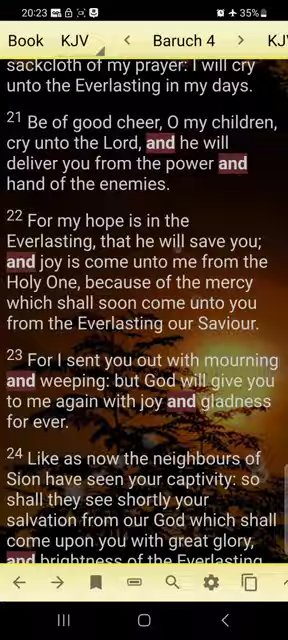 20:23 35%
Book KJV < Baruch 4 > KJV
sackcloth of my prayer: I will cry
unto the Everlasting in my days.
21 Be of good cheer, O my children,
cry unto the Lord, and he will
deliver you from the power and
hand of the enemies.
22 For my hope is in the
Everlasting, that he will save you;
and joy is come unto me from the
Holy One, because of the mercy
which shall soon come unto you
from the Everlasting our Saviour.
23 For I sent you out with mourning
and weeping: but God will give you
to me again with joy and gladness
for ever.
24 Like as now the neighbours of
Sion have seen your captivity: so
shall they see shortly your
salvation from our God which shall
come upon you with great glory,
and brightness of the Everlasting